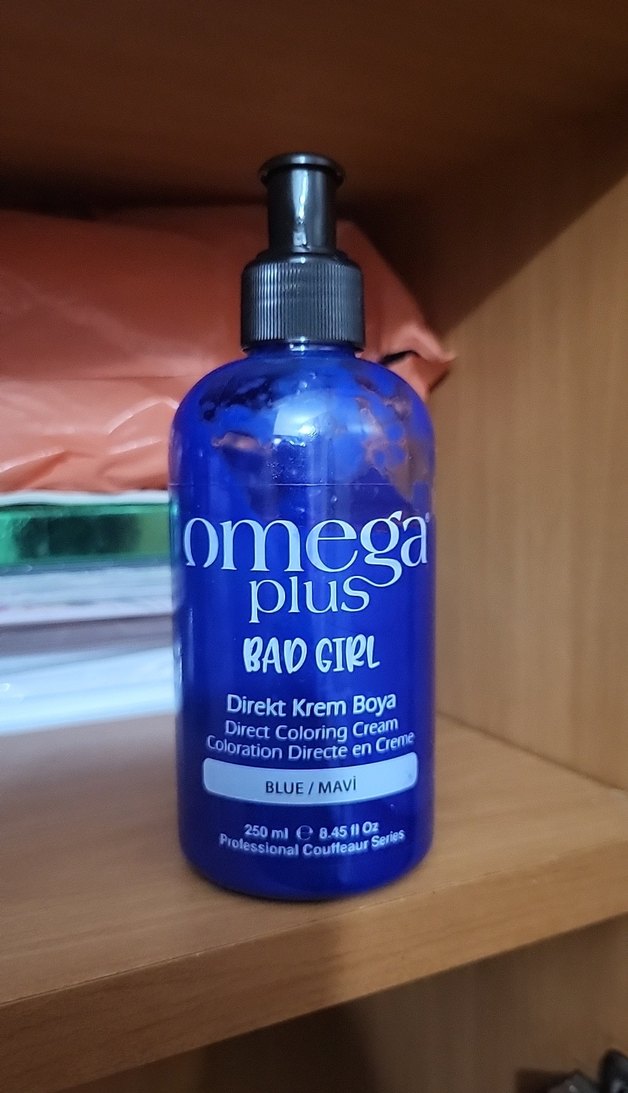 omega
plus
BAD GIRL
Direkt Krem Boya
Direct Coloring Cream
Coloration Directe en Creme
BLUE / MAVİ
250 ml ℮ 8.45 fl Oz
Professional Couffeaur Series